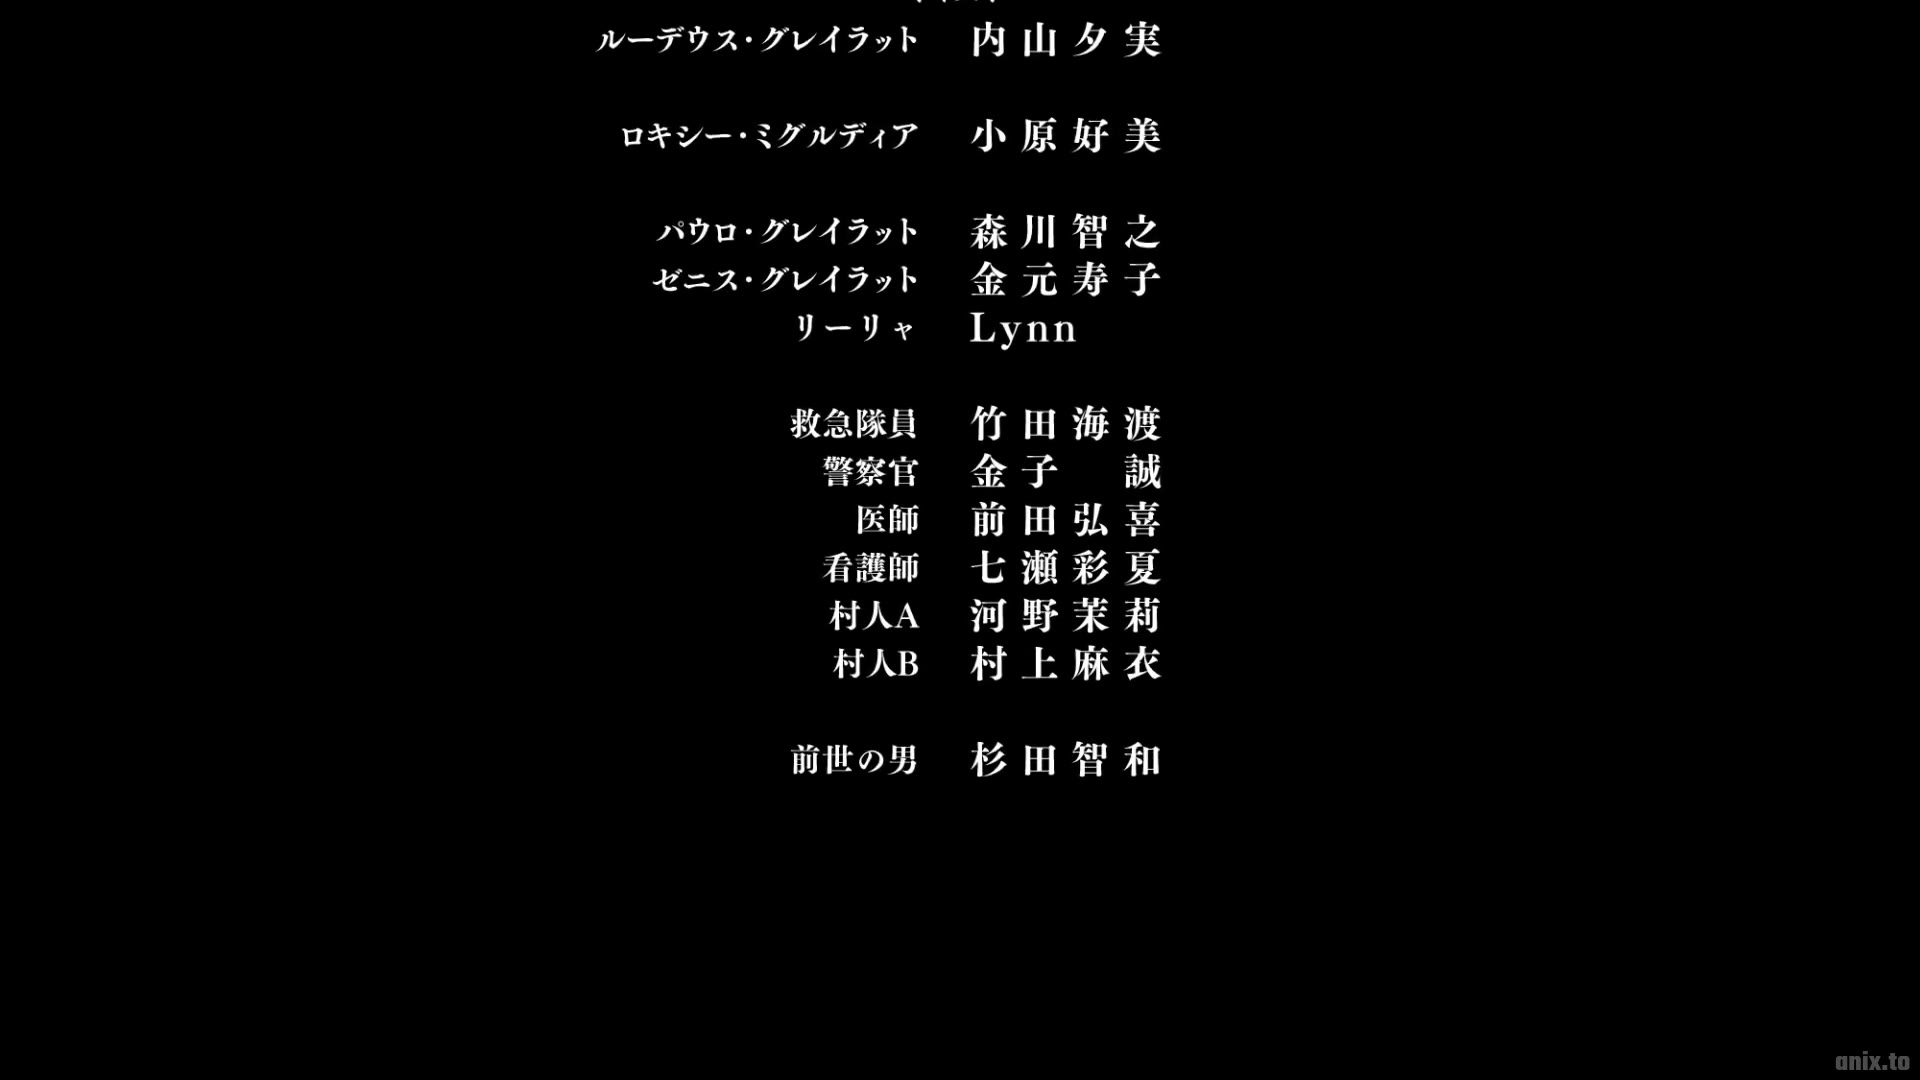 ルーデウス・グレイラット 内山夕実
ロキシー・ミグルディア 小原好美
パウロ・グレイラット 森川智之
ゼニス・グレイラット 金元寿子
リーリャ Lynn
救急隊員 竹田海渡
警察官 金子 誠
医師 前田弘喜
看護師 七瀬彩夏
村人A 河野茉莉
村人B 村上麻衣
前世の男 杉田智和
anix.to